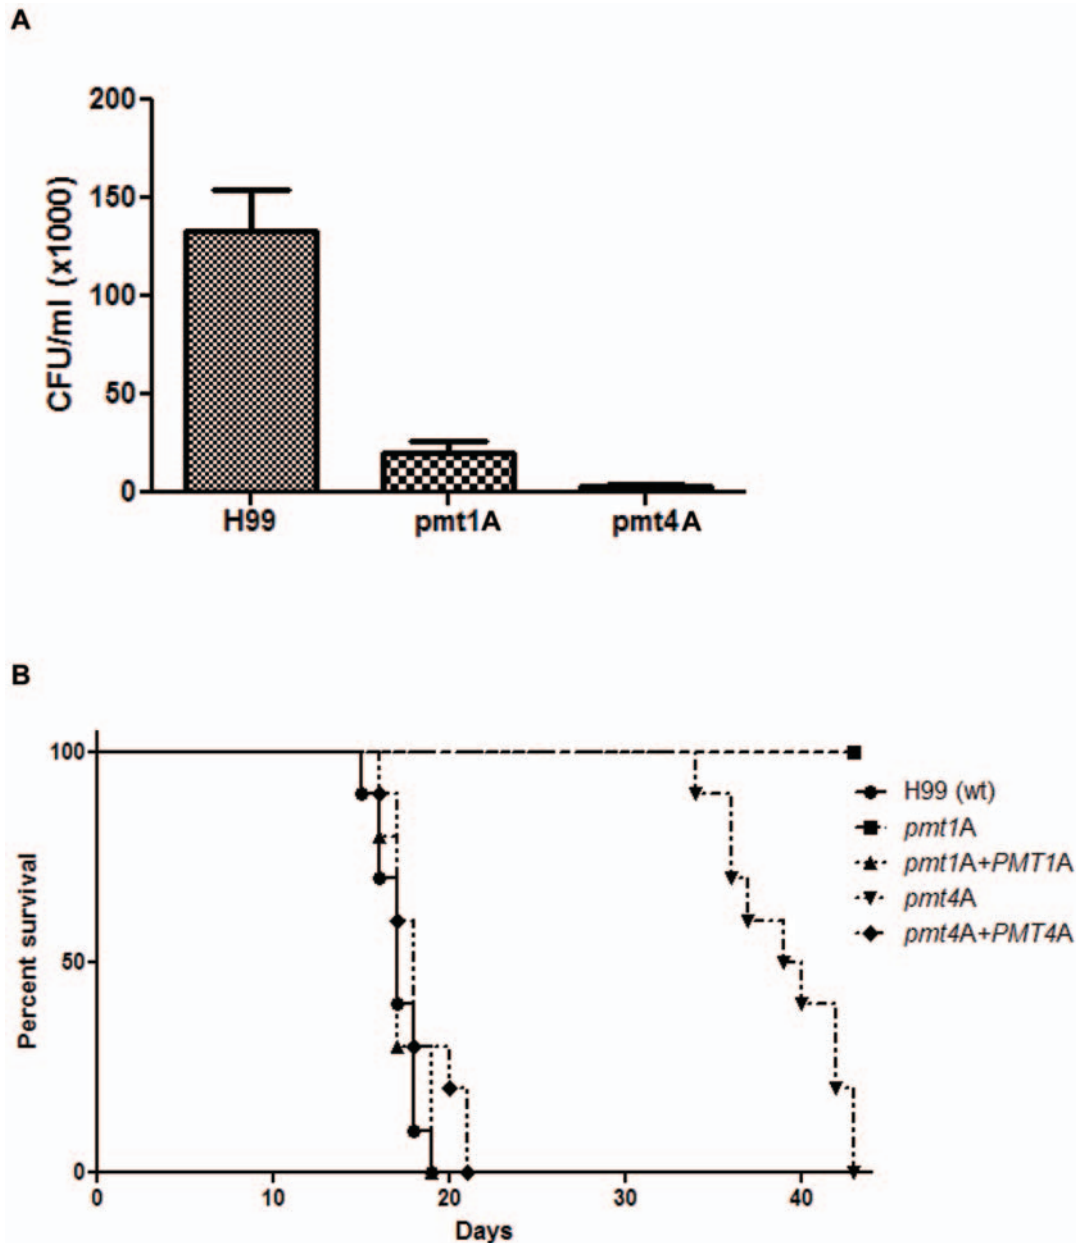 A
200
150
100
50
0
CFU/ml (x1000)
H99
pmt1A
pmt4A
B
100
50
0
Percent survival
0
10
20
30
40
Days
H99 (wt)
pmt1A
pmt1A+PMT1A
pmt4A
pmt4A+PMT4A